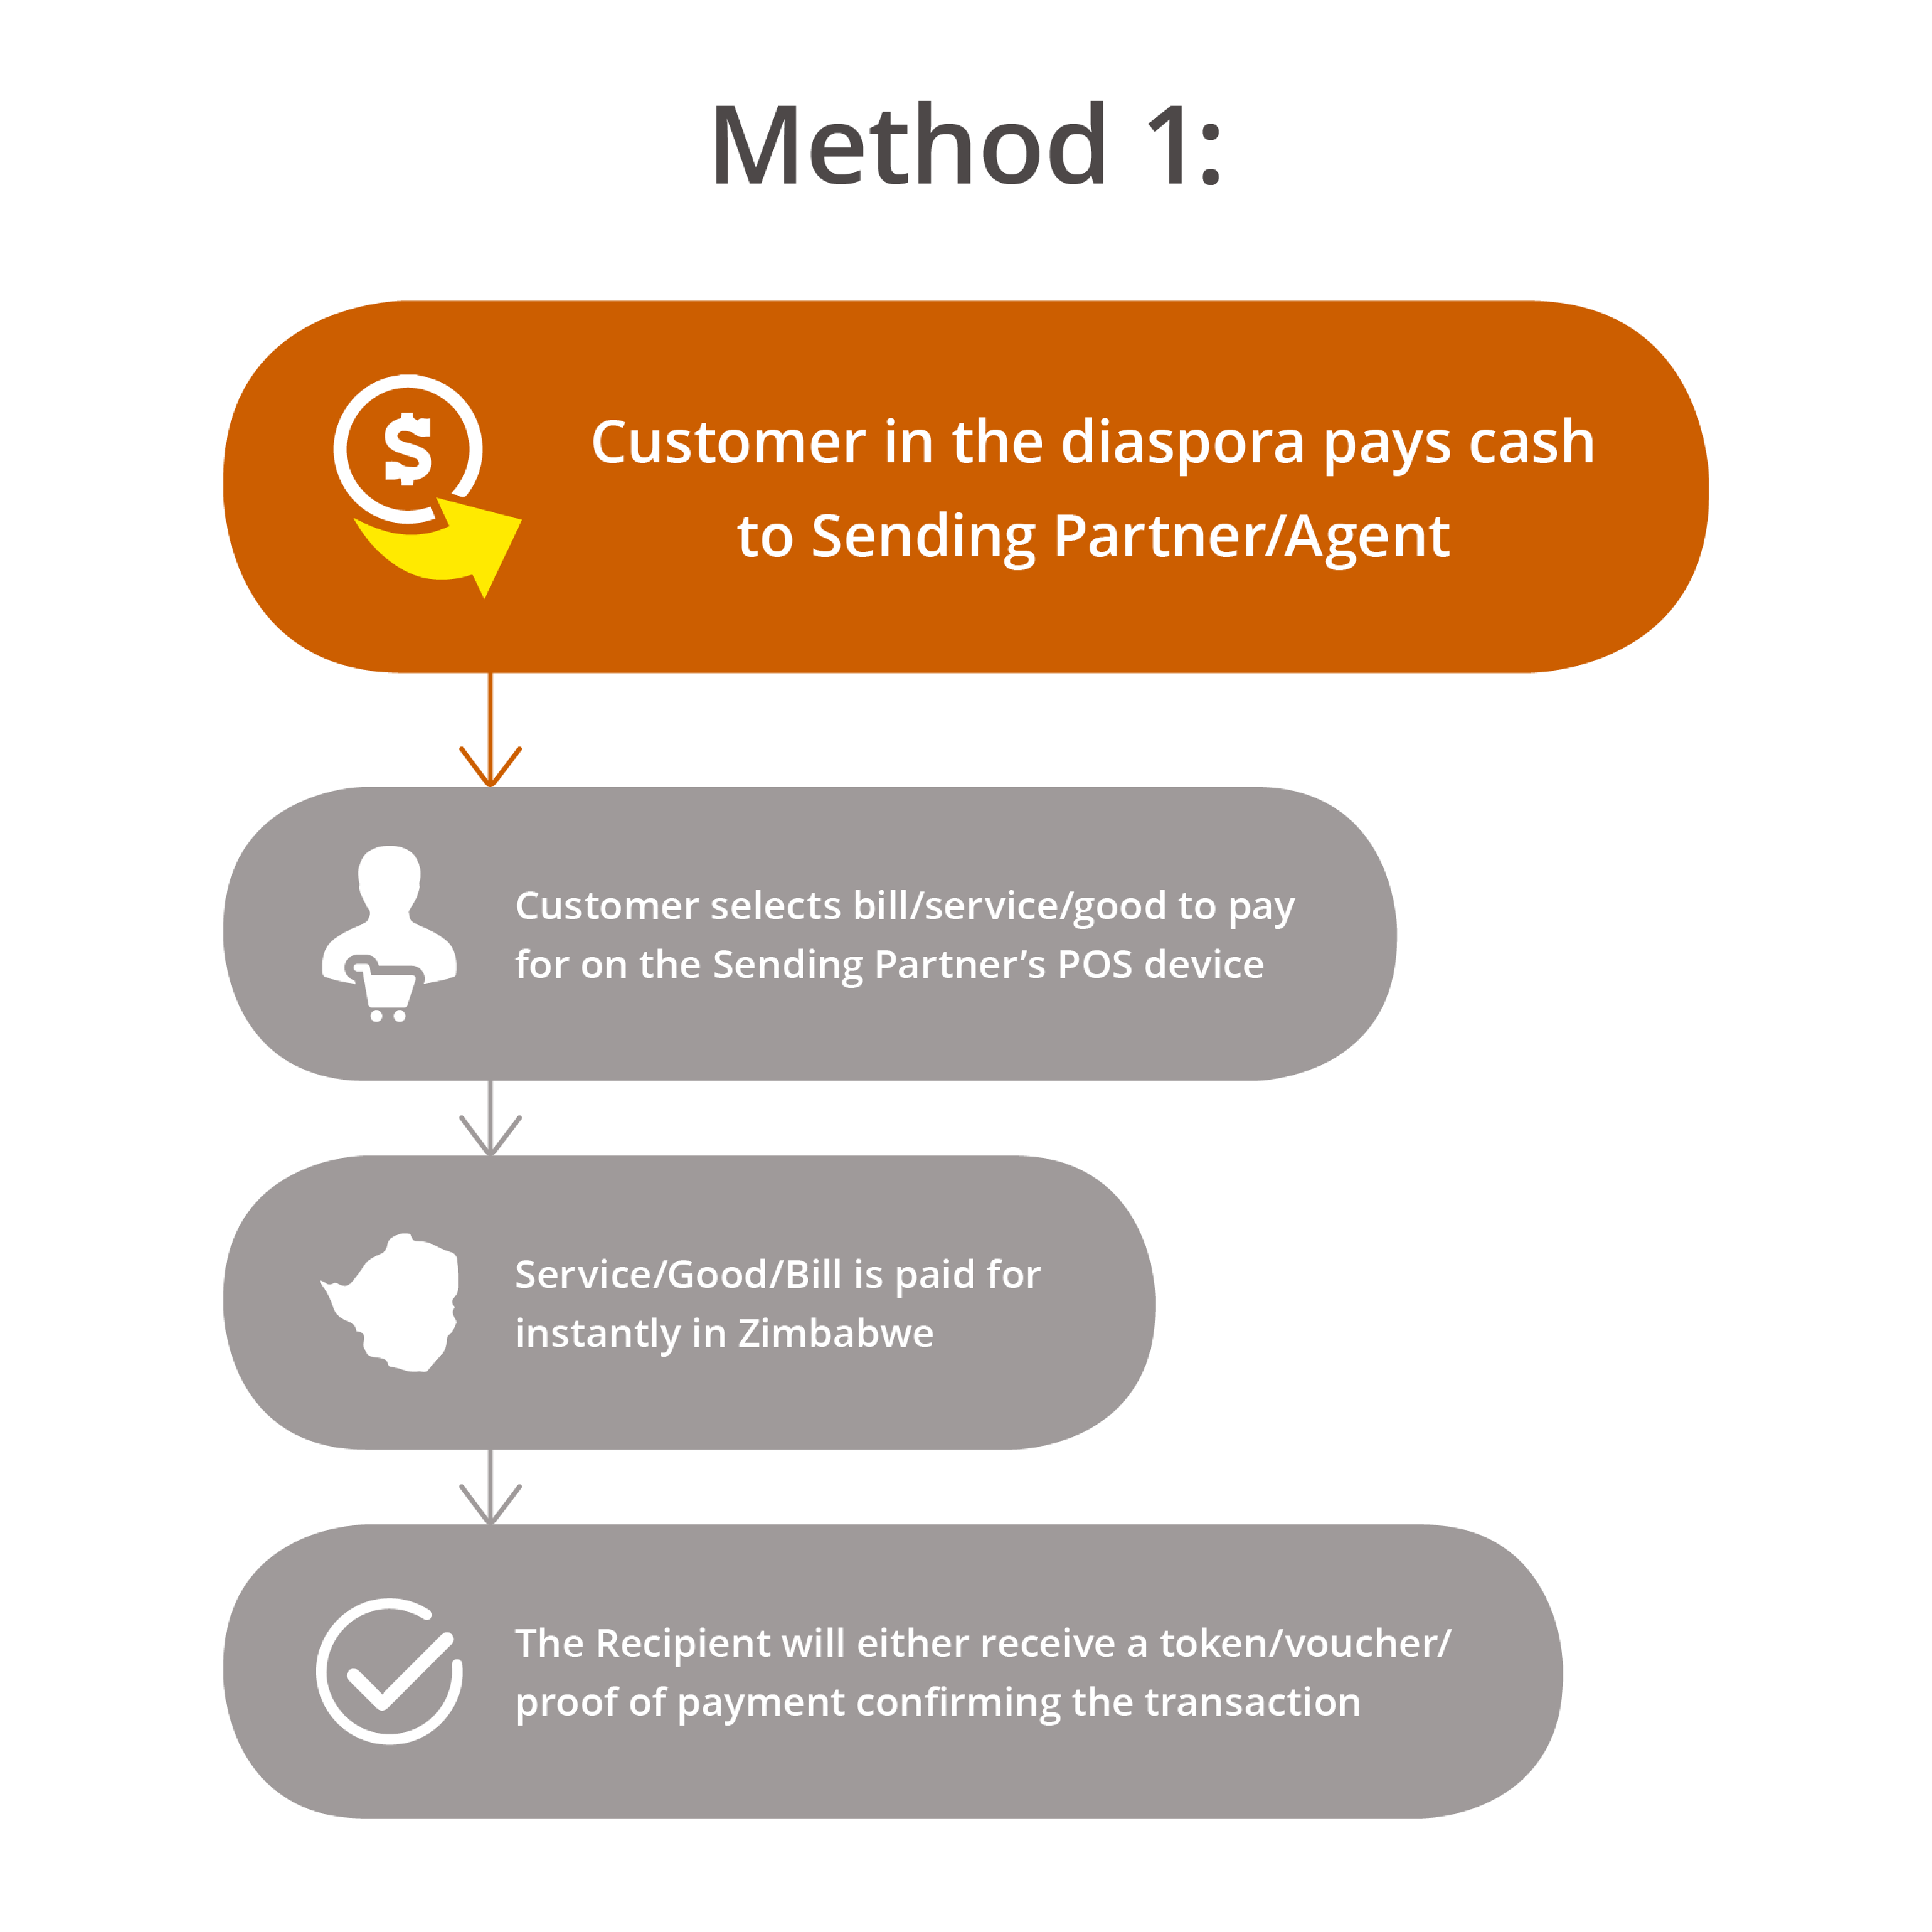 Method 1:
Customer in the diaspora pays cash
to Sending Partner/Agent
Customer selects bill/service/good to pay
for on the Sending Partner’s POS device
Service/Good/Bill is paid for
instantly in Zimbabwe
The Recipient will either receive a token/voucher/
proof of payment confirming the transaction